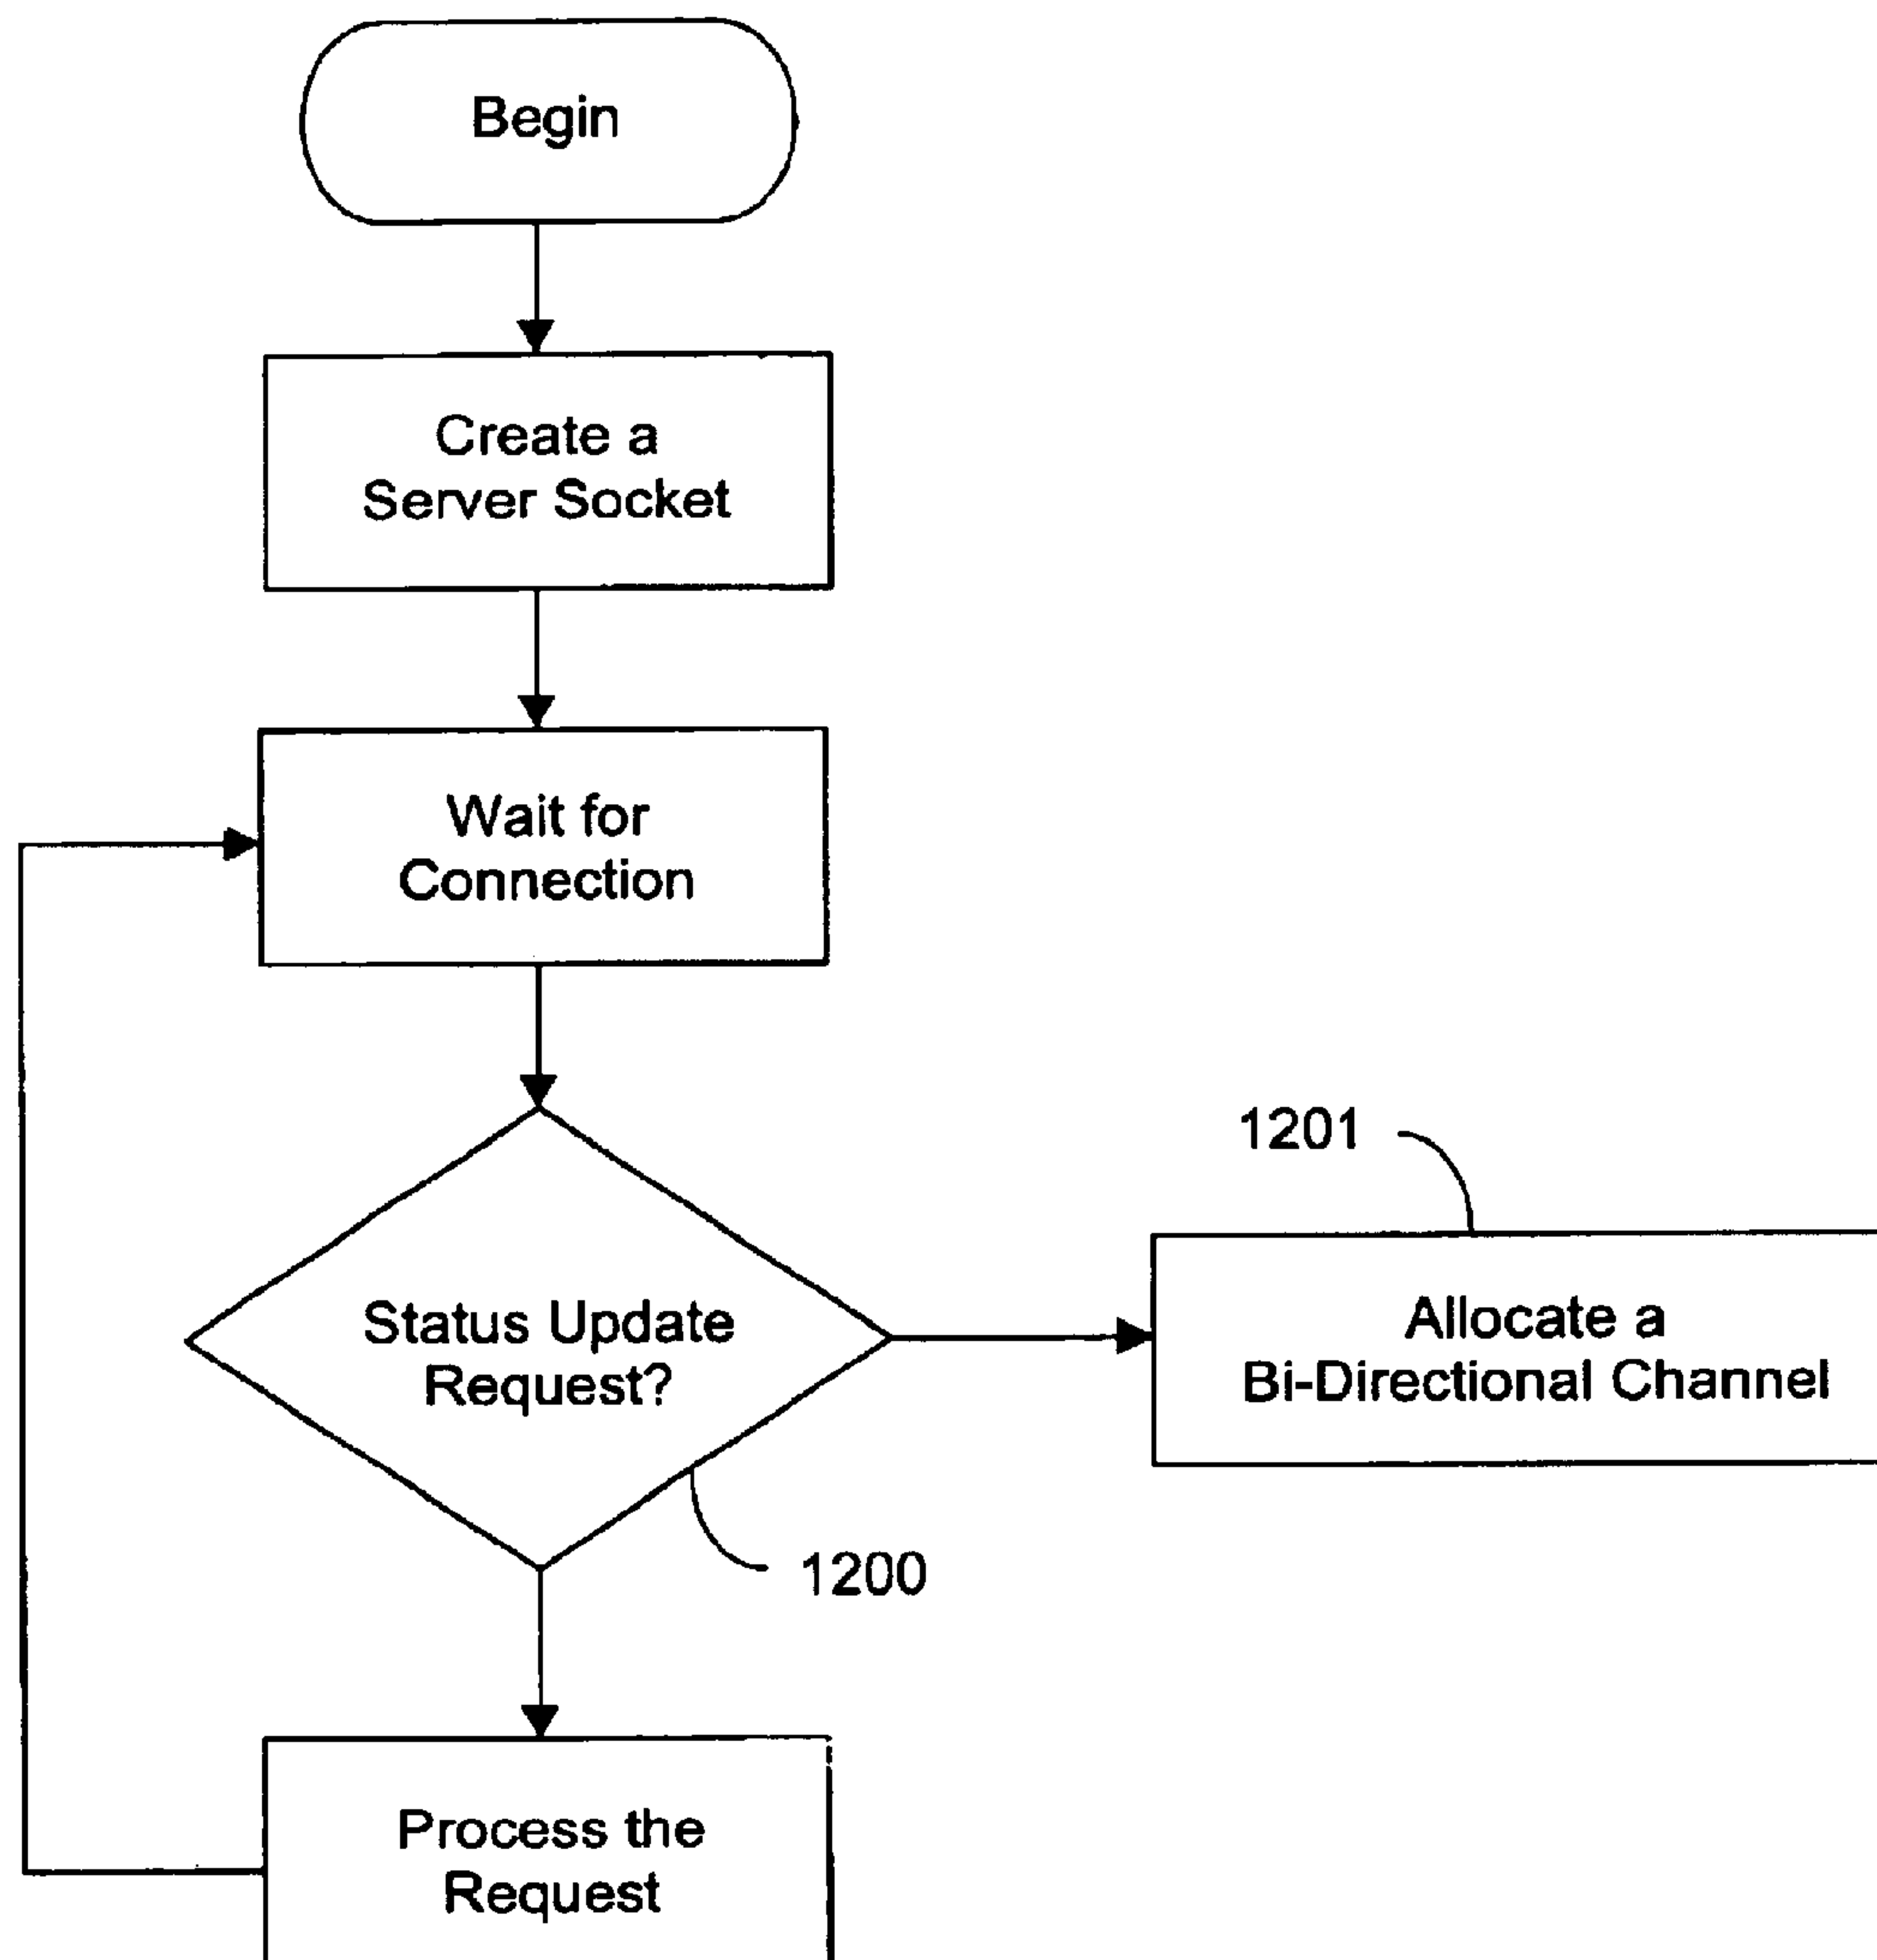 Begin
Create a
Server Socket
Wait for
Connection
1201
Status Update
Request?
Allocate a
Bi-Directional Channel
1200
Process the
Request